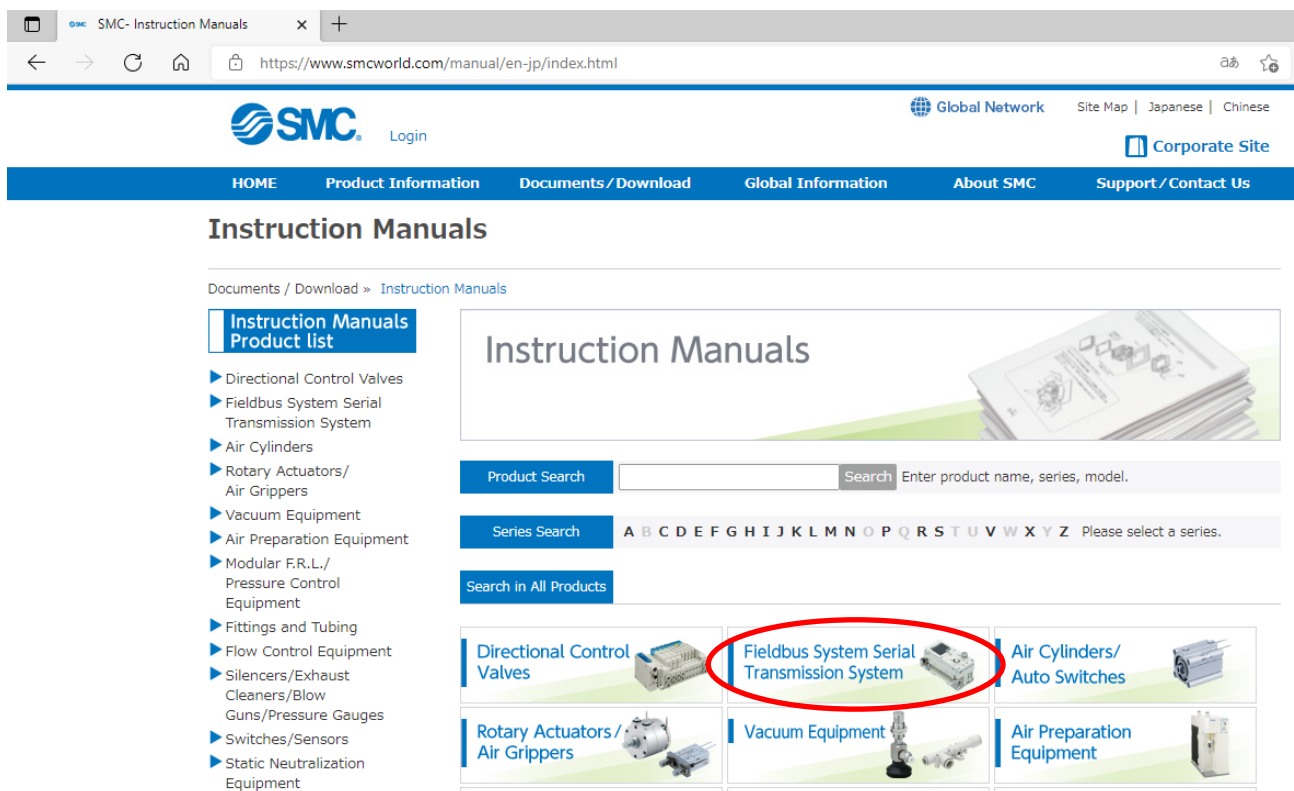 SMC SMC- Instruction Manuals
https://www.smcworld.com/manual/en-jp/index.html
aあ
SMC.
Login
Global Network
Site Map | Japanese | Chinese
Corporate Site
HOME Product Information Documents/Download Global Information About SMC Support/Contact Us
Instruction Manuals
Documents / Download » Instruction Manuals
Instruction Manuals
Product list
Directional Control Valves
Fieldbus System Serial
Transmission System
Air Cylinders
Rotary Actuators/
Air Grippers
Vacuum Equipment
Air Preparation Equipment
Modular F.R.L./
Pressure Control
Equipment
Fittings and Tubing
Flow Control Equipment
Silencers/Exhaust
Cleaners/Blow
Guns/Pressure Gauges
Switches/Sensors
Static Neutralization
Equipment
Instruction Manuals
Product Search Search Enter product name, series, model.
Series Search A B C D E F G H I J K L M N O P Q R S T U V W X Y Z Please select a series.
Search in All Products
Directional Control
Valves
Fieldbus System Serial
Transmission System
Air Cylinders/
Auto Switches
Rotary Actuators/
Air Grippers
Vacuum Equipment
Air Preparation
Equipment